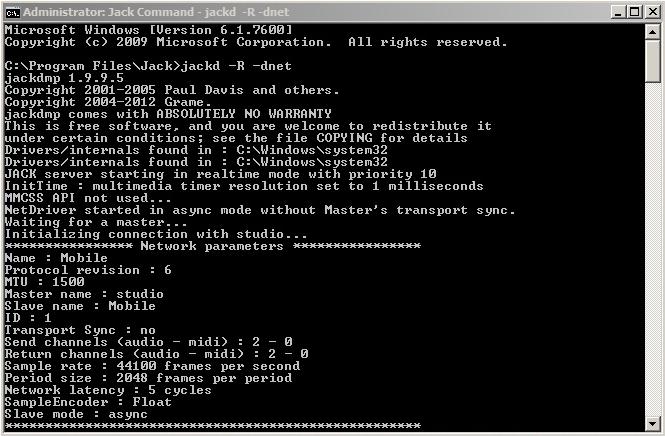 Administrator: Jack Command - jackd -R -dnet
Microsoft Windows [Version 6.1.7600]
Copyright (c) 2009 Microsoft Corporation.  All rights reserved.
C:\Program Files\Jack>jackd -R -dnet
jackdmp 1.9.9.5
Copyright 2001-2005 Paul Davis and others.
Copyright 2004-2012 Grame.
jackdmp comes with ABSOLUTELY NO WARRANTY
This is free software, and you are welcome to redistribute it
under certain conditions; see the file COPYING for details
Drivers/internals found in : C:\Windows\system32
Drivers/internals found in : C:\Windows\system32
JACK server starting in realtime mode with priority 10
InitTime : multimedia timer resolution set to 1 milliseconds
MMCSS API not used...
NetDriver started in async mode without Master's transport sync.
Waiting for a master...
Initializing connection with studio...
**************** Network parameters ****************
Name : Mobile
Protocol revision : 6
MTU : 1500
Master name : studio
Slave name : Mobile
ID : 1
Transport Sync : no
Send channels (audio - midi) : 2 - 0
Return channels (audio - midi) : 2 - 0
Sample rate : 44100 frames per second
Period size : 2048 frames per period
Network latency : 5 cycles
SampleEncoder : Float
Slave mode : async
****************************************************